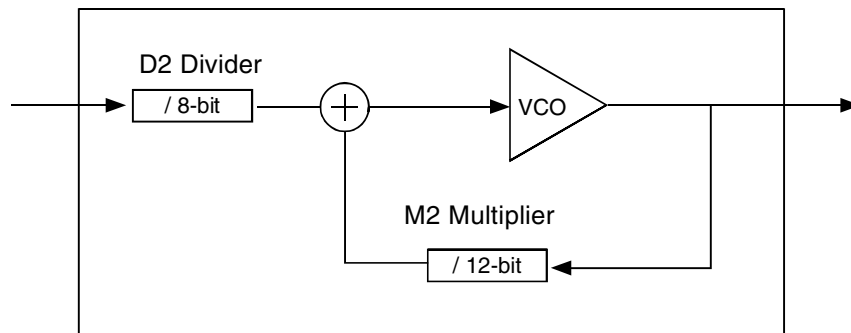 D2 Divider
/ 8-bit
VCO
M2 Multiplier
/ 12-bit